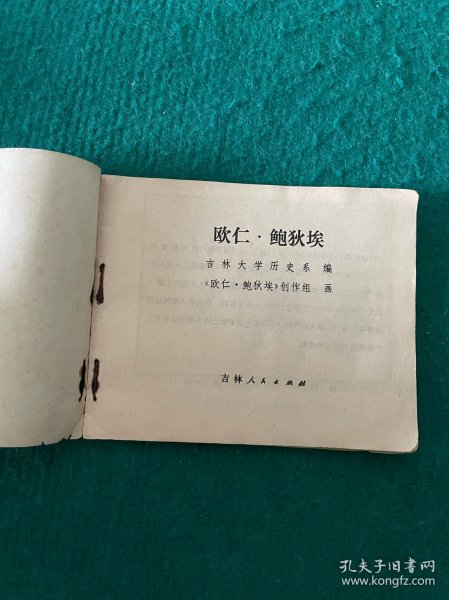 欧仁·鲍狄埃
吉林大学历史系 编
《欧仁·鲍狄埃》创作组 画
吉林人民出版社
孔夫子旧书网
www.kongfz.com